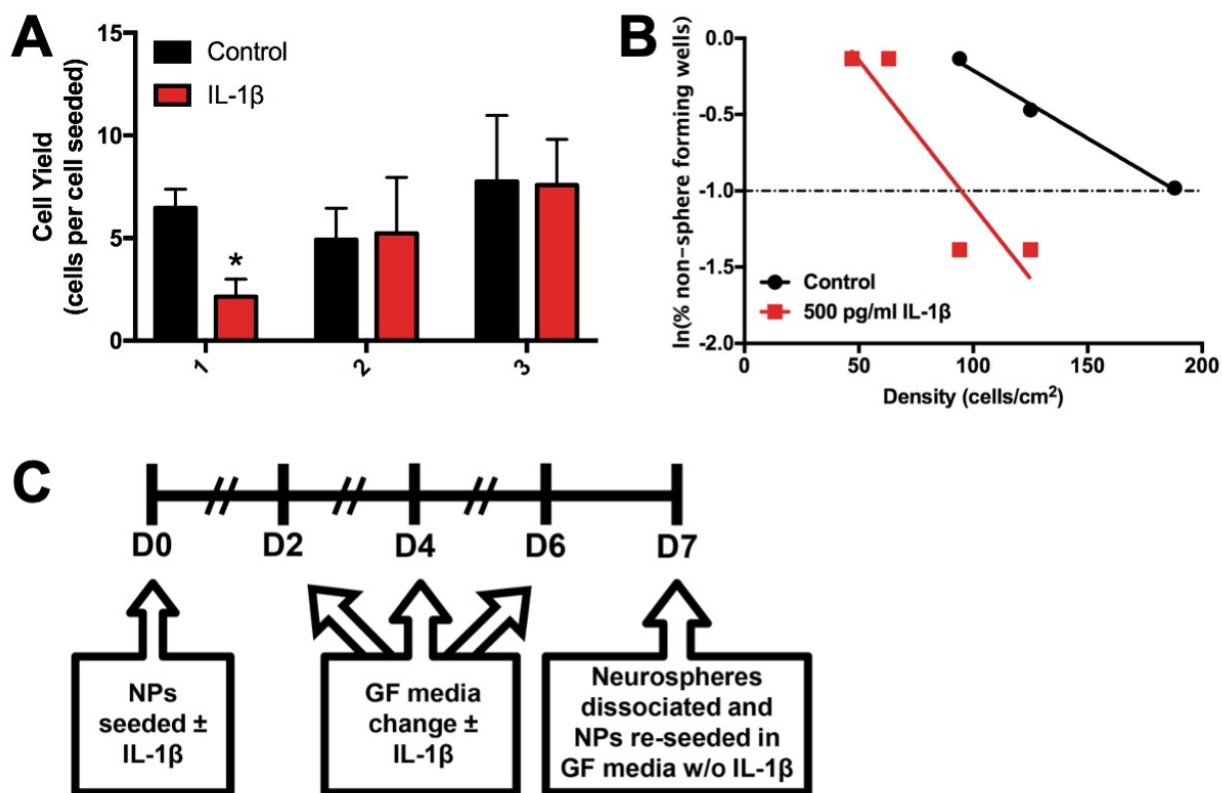 A
Control
IL-1β
Cell Yield
(cells per cell seeded)
15
10
5
0
1
2
3
B
ln(% non-sphere forming wells)
0.0
-0.5
-1.0
-1.5
-2.0
0
50
100
150
200
Density (cells/cm²)
Control
500 pg/ml IL-1β
C
D0
D2
D4
D6
D7
NPs
seeded ±
IL-1β
GF media
change ±
IL-1β
Neurospheres
dissociated and
NPs re-seeded in
GF media w/o IL-1β
*